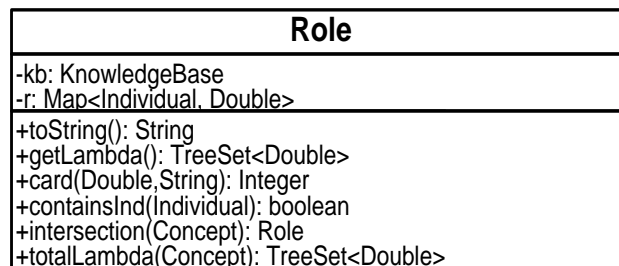 Role
-kb: KnowledgeBase
-r: Map<Individual, Double>
+toString(): String
+getLambda(): TreeSet<Double>
+card(Double,String): Integer
+containsInd(Individual): boolean
+intersection(Concept): Role
+totalLambda(Concept): TreeSet<Double>